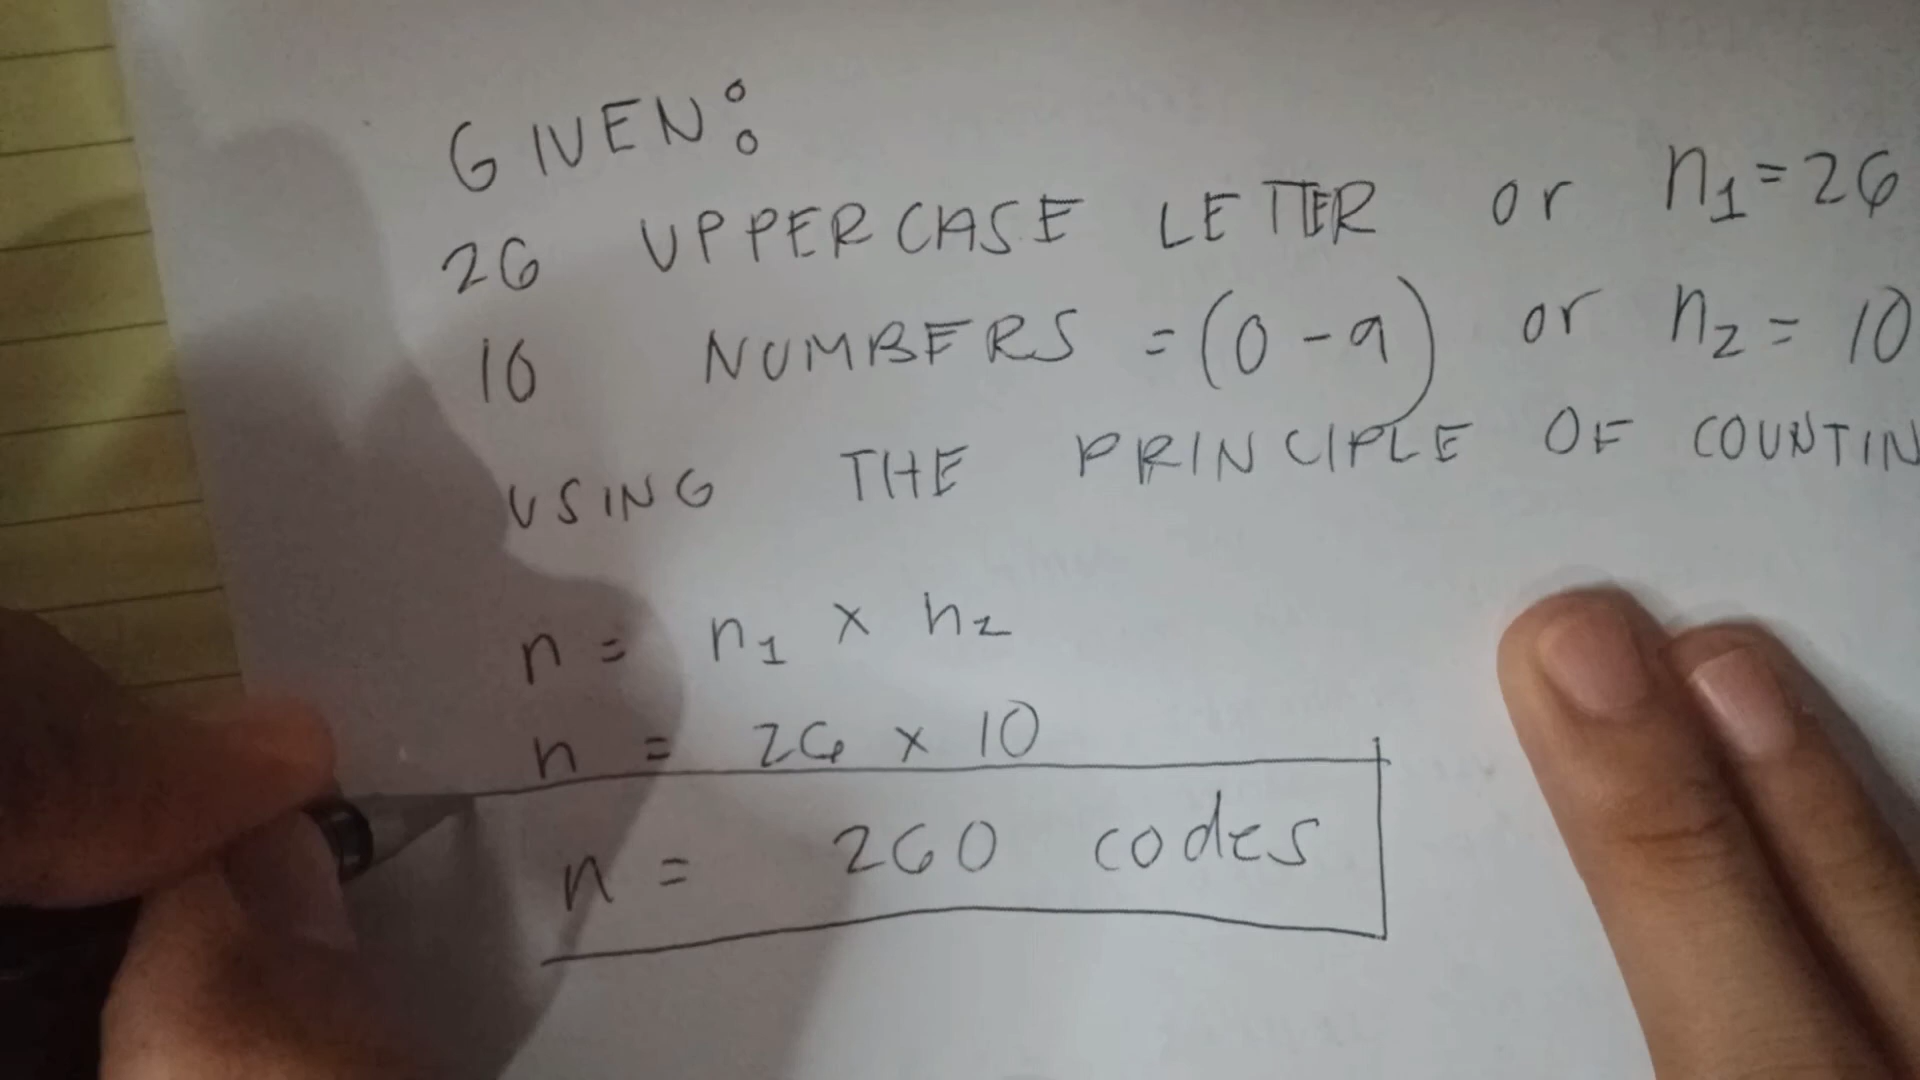 GIVEN:
26 UPPERCASE LETTER or n₁=26
10 NUMBERS = (0-9) or n₂ = 10
USING THE PRINCIPLE OF COUNTIN
n = n₁ x n₂
n = 26 x 10
n = 260 codes